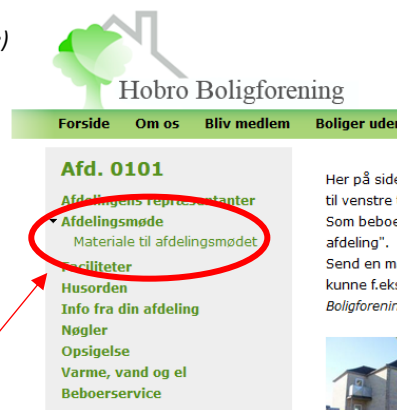 Hobro Boligforening
Forside Om os Bliv medlem Boliger
Afd. 0101
Afdelingens repræsentanter
Afdelingsmøde
Materiale til afdelingsmødet
Faciliteter
Husorden
Info fra din afdeling
Nøgler
Opsigelse
Varme, vand og el
Beboerservice
Her på side
til venstre
Som beboe
afdeling".
Send en m
kunne f.eks
Boligforenin